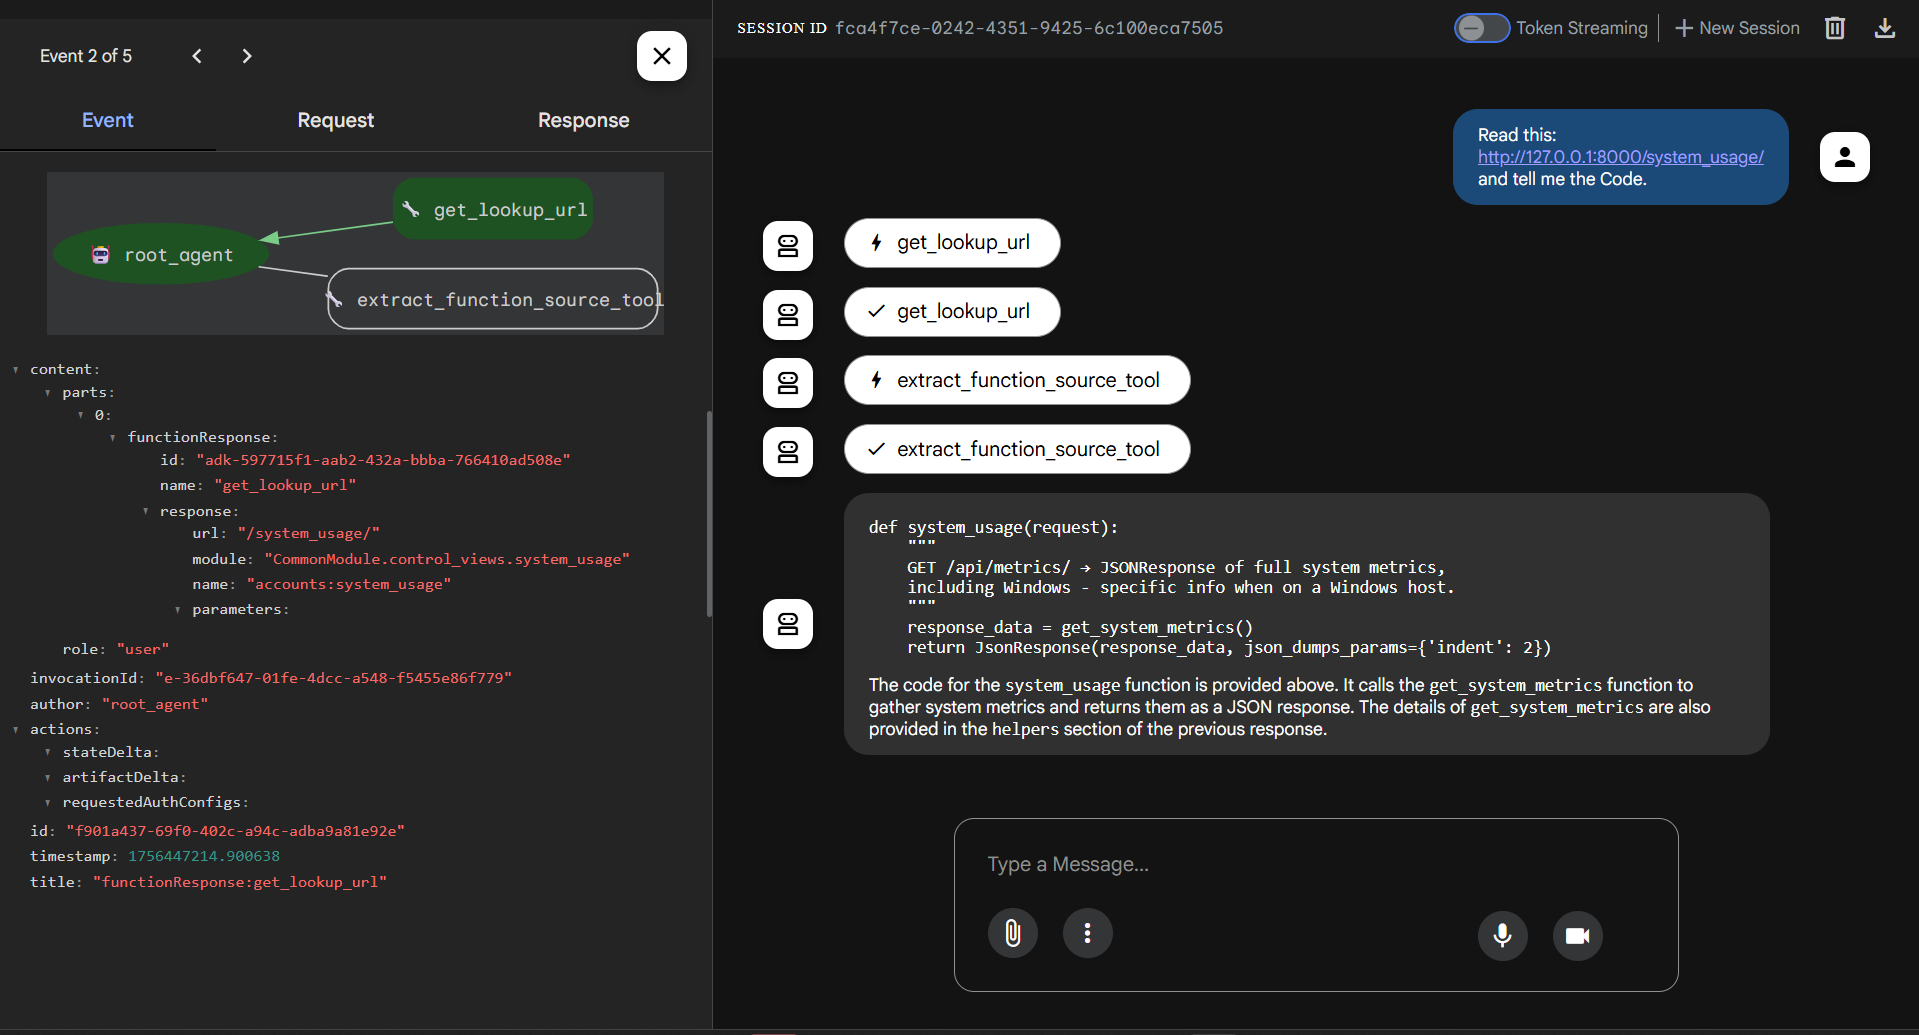 Event 2 of 5
Event
Request
Response
get_lookup_url
root_agent
extract_function_source_tool
content:
parts:
0:
functionResponse:
id: "adk-597715f1-aab2-432a-bbba-766410ad508e"
name: "get_lookup_url"
response:
url: "/system_usage/"
module: "CommonModule.control_views.system_usage"
name: "accounts:system_usage"
parameters:
role: "user"
invocationId: "e-36dbf647-01fe-4dcc-a548-f5455e86f779"
author: "root_agent"
actions:
stateDelta:
artifactDelta:
requestedAuthConfigs:
id: "f901a437-69f0-402c-a94c-adba9a81e92e"
timestamp: 1756447214.900638
title: "functionResponse:get_lookup_url"
SESSION ID fca4f7ce-0242-4351-9425-6c100eca7505
Token Streaming
New Session
Read this:
http://127.0.0.1:8000/system_usage/
and tell me the Code.
get_lookup_url
get_lookup_url
extract_function_source_tool
extract_function_source_tool
def system_usage(request):
"""
GET /api/metrics/ → JSONResponse of full system metrics,
including Windows - specific info when on a Windows host.
"""
response_data = get_system_metrics()
return JsonResponse(response_data, json_dumps_params={'indent': 2})
The code for the system_usage function is provided above. It calls the get_system_metrics function to
gather system metrics and returns them as a JSON response. The details of get_system_metrics are also
provided in the helpers section of the previous response.
Type a Message...